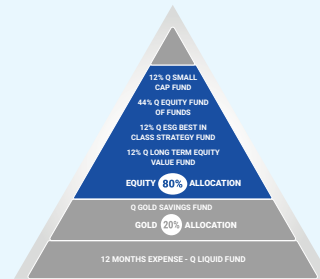 12% Q SMALL
CAP FUND
44% Q EQUITY FUND
OF FUNDS
12% Q ESG BEST IN
CLASS STRATEGY FUND
12% Q LONG TERM EQUITY
VALUE FUND
EQUITY 80% ALLOCATION
Q GOLD SAVINGS FUND
GOLD 20% ALLOCATION
12 MONTHS EXPENSE - Q LIQUID FUND